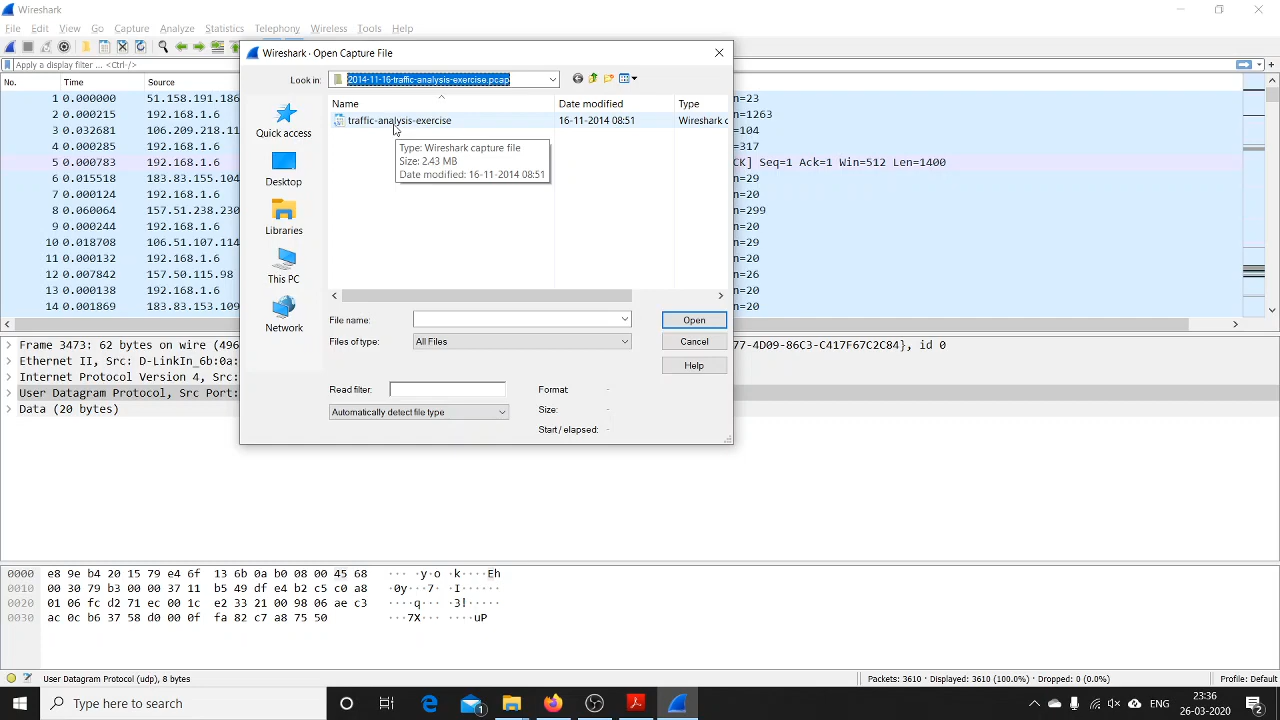 Wireshark
File Edit View Go Capture Analyze Statistics Telephony Wireless Tools Help
Apply a display filter ... <Ctrl-/>
No. Time Source
1 0.000000 51.158.191.186 n=23
2 0.000215 192.168.1.6 n=1263
3 0.032681 106.209.218.11 n=104
4 0.000285 192.168.1.6 n=317
5 0.000783 192.168.1.6 CK] Seq=1 Ack=1 Win=512 Len=1400
6 0.015518 183.83.155.104 n=29
7 0.000124 192.168.1.6 n=20
8 0.060064 157.51.238.230 n=299
9 0.000244 192.168.1.6 n=20
10 0.018708 106.51.107.114 n=29
11 0.000132 192.168.1.6 n=20
12 0.007842 157.50.115.98 n=26
13 0.000138 192.168.1.6 n=20
14 0.001869 183.83.153.109 n=20
Wireshark · Open Capture File
Look in: 2014-11-16-traffic-analysis-exercise.pcap
Quick access
Desktop
Libraries
This PC
Network
Name Date modified Type
traffic-analysis-exercise 16-11-2014 08:51 Wireshark c
Type: Wireshark capture file
Size: 2.43 MB
Date modified: 16-11-2014 08:51
File name: Open
Files of type: All Files Cancel
Help
Read filter: Format: -
Automatically detect file type Size: -
Start / elapsed: -
Frame 3473: 62 bytes on wire (496 77-4D09-86C3-C417F67C2C84}, id 0
Ethernet II, Src: D-LinkIn_6b:0a:
Internet Protocol Version 4, Src:
User Datagram Protocol, Src Port:
Data (20 bytes)
0000 e8 9e b4 20 15 79 e4 6f 13 6b 0a b0 08 00 45 68 ··· ·y·o ·k····Eh
0010 00 30 79 b3 00 00 37 11 b5 49 df e4 b2 c5 c0 a8 ·0y···7· ·I······
0020 01 06 fc d2 71 ec 00 1c e2 33 21 00 98 06 ae c3 ····q··· ·3!·····
0030 ac 0c b6 37 58 d0 00 0f fa 82 c7 a8 75 50 ···7X··· ····uP
User Datagram Protocol (udp), 8 bytes Packets: 3610 · Displayed: 3610 (100.0%) · Dropped: 0 (0.0%) Profile: Default
Type here to search
1
23:36
26-03-2020
2